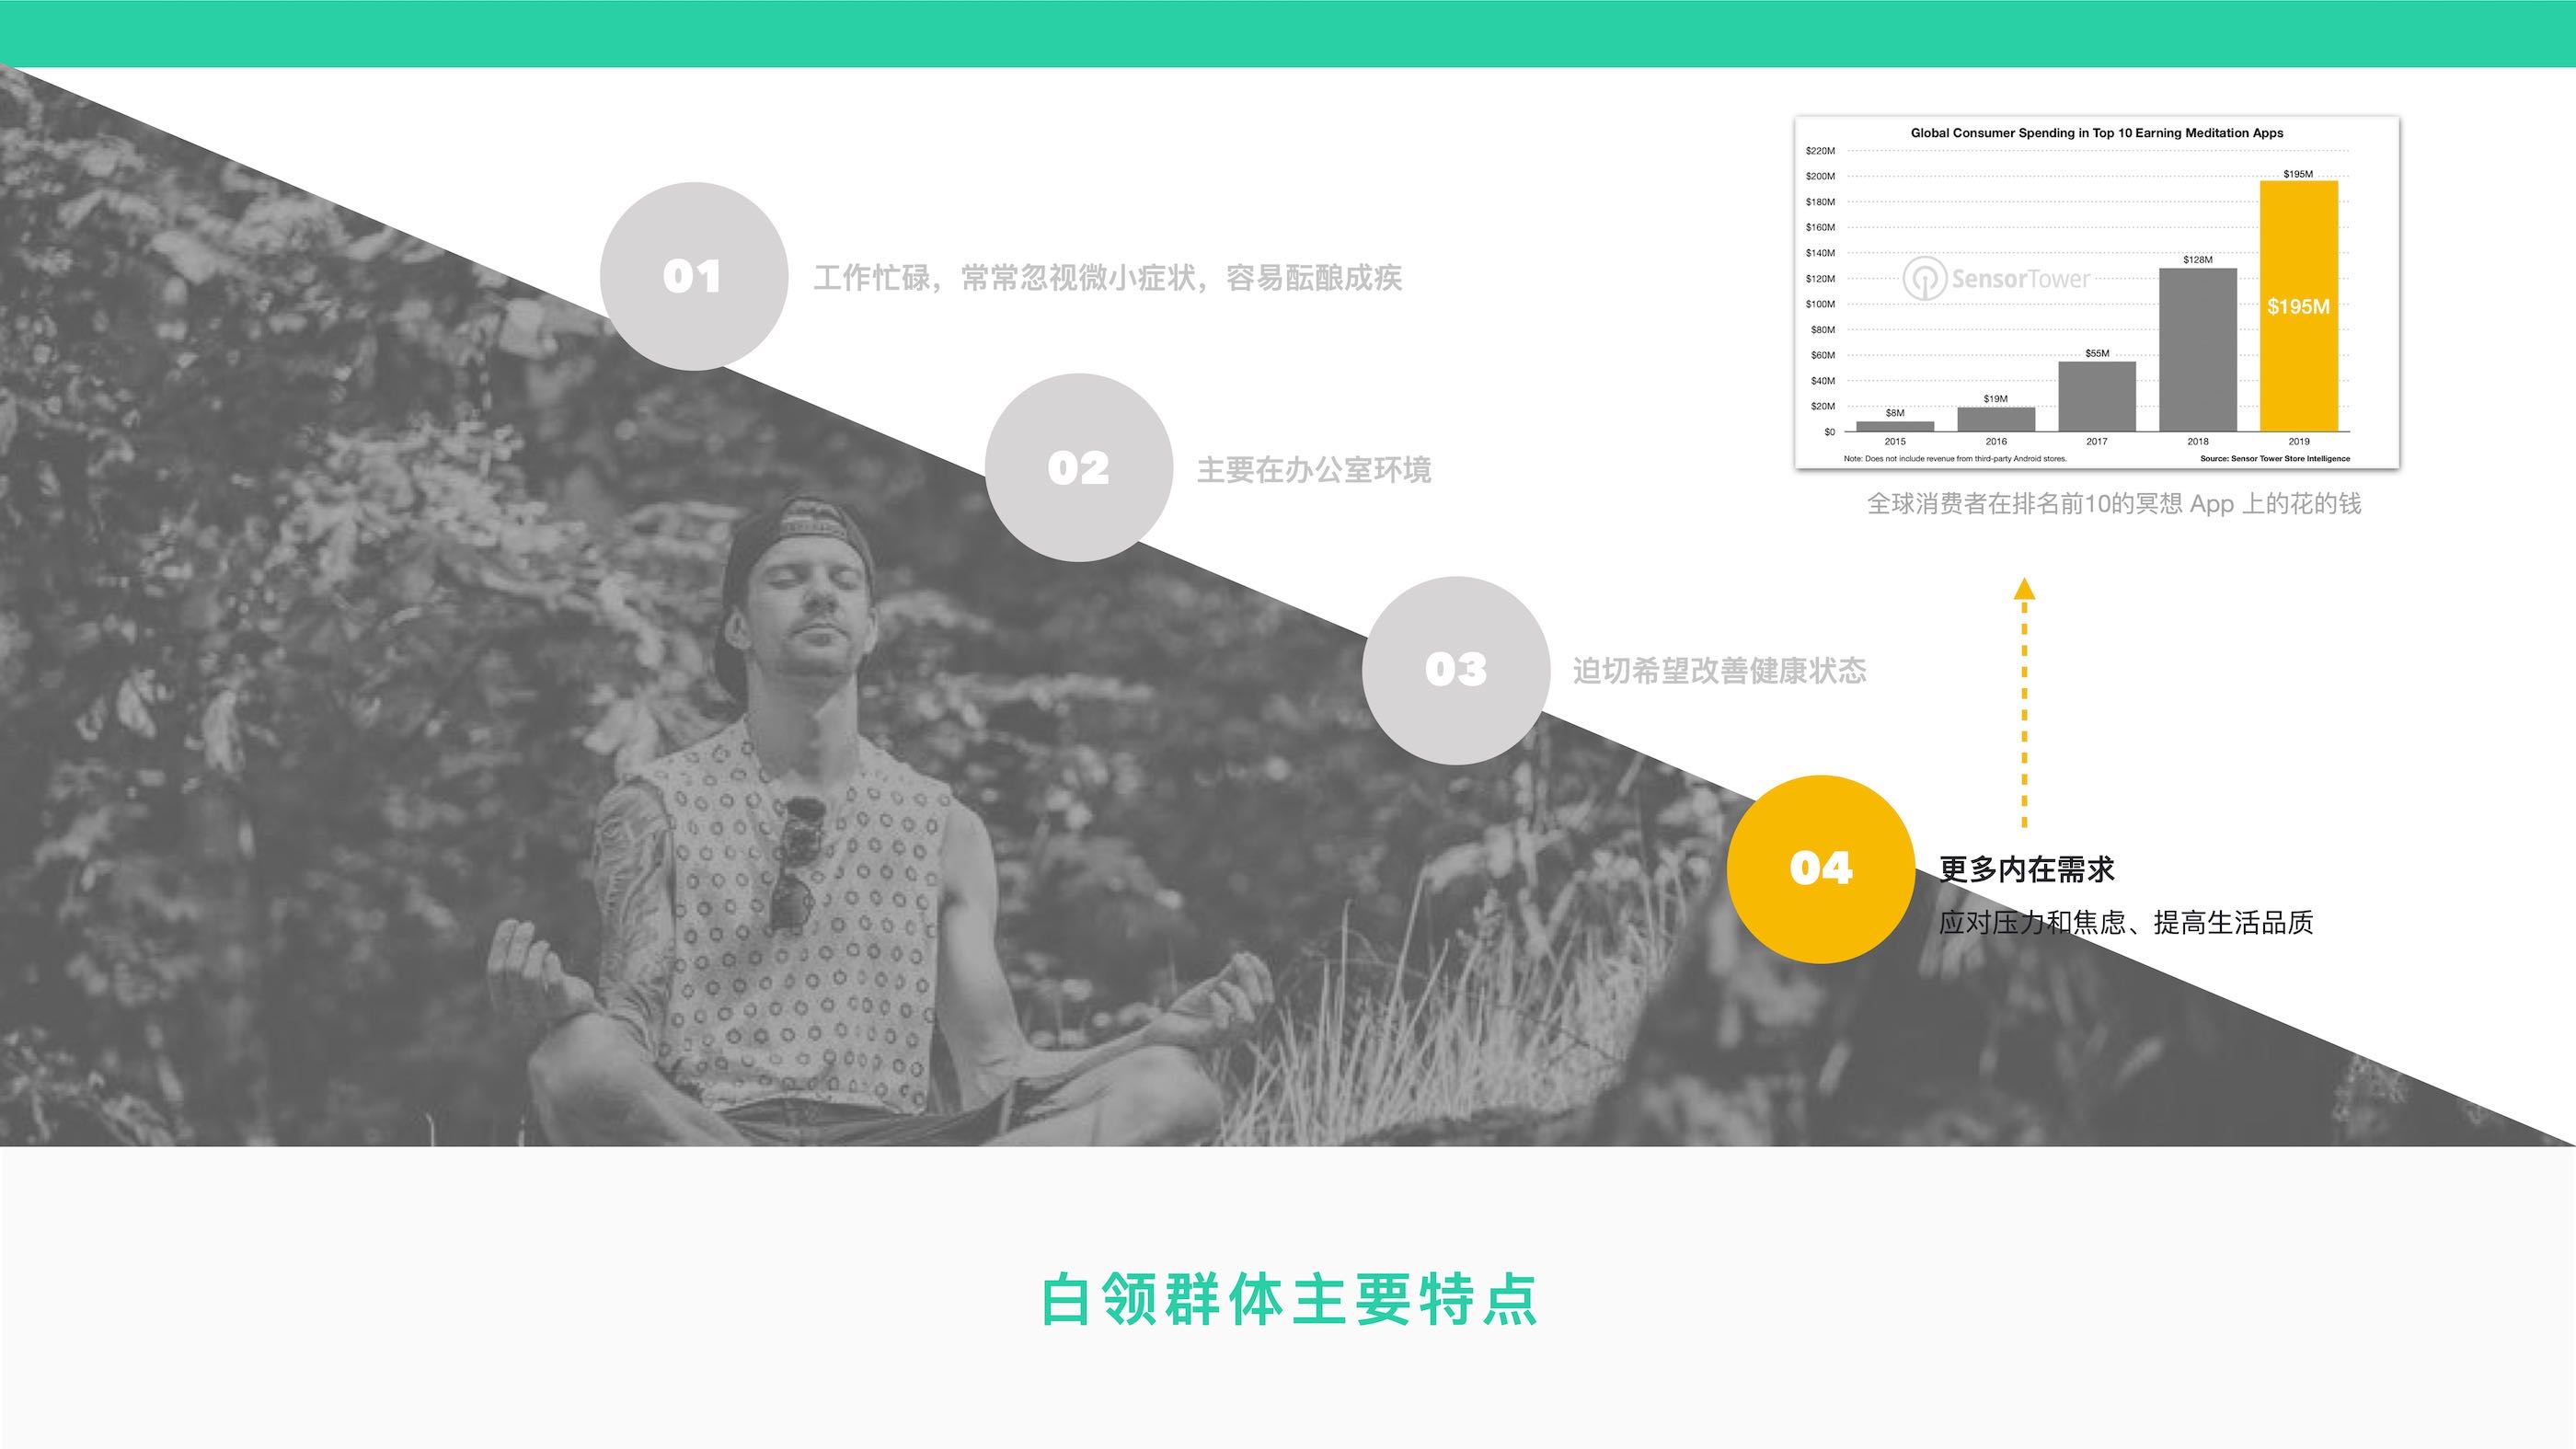 01
工作忙碌，常常忽视微小症状，容易酝酿成疾
02
主要在办公室环境
03
迫切希望改善健康状态
04
更多内在需求
应对压力和焦虑、提高生活品质
Global Consumer Spending in Top 10 Earning Meditation Apps
$220M
$200M
$180M
$160M
$140M
$120M
$100M
$80M
$60M
$40M
$20M
$0
SensorTower
$8M
$19M
$55M
$128M
$195M
$195M
2015
2016
2017
2018
2019
Note: Does not include revenue from third-party Android stores.
Source: Sensor Tower Store Intelligence
全球消费者在排名前10的冥想 App 上的花的钱
白领群体主要特点